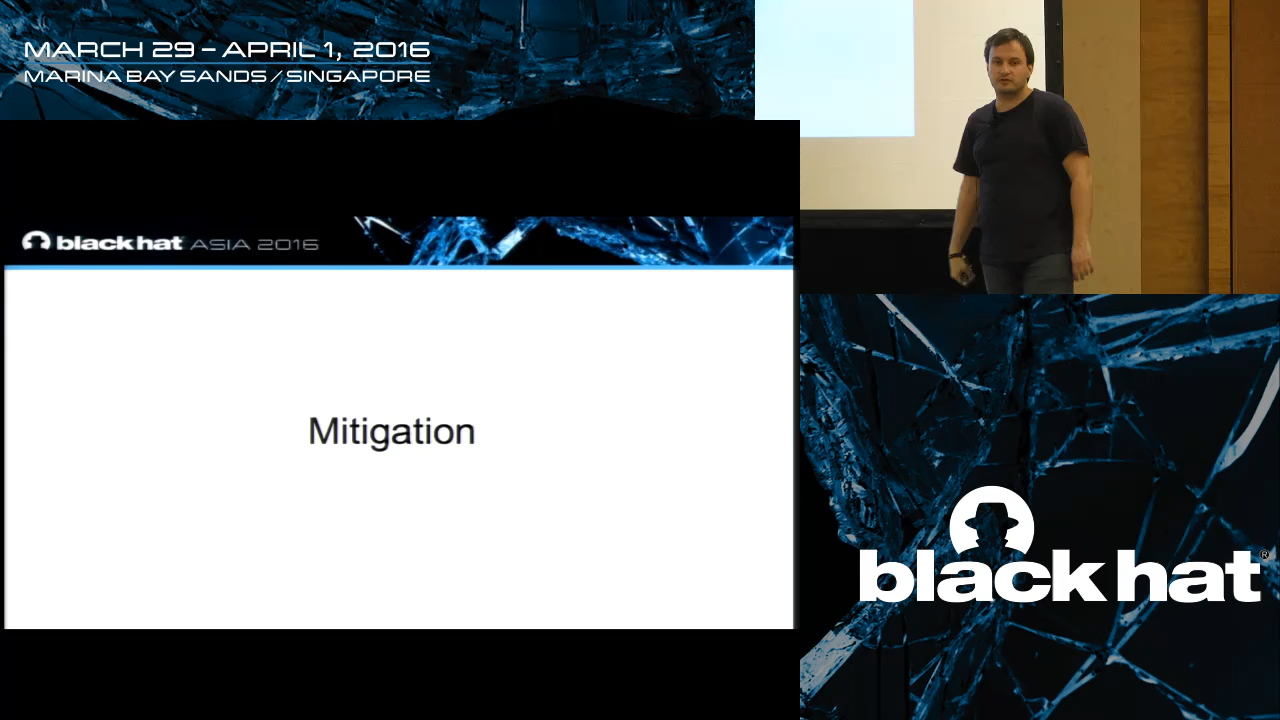 MARCH 29 – APRIL 1, 2016
MARINA BAY SANDS / SINGAPORE
black hat ASIA 2016
Mitigation
black hat®